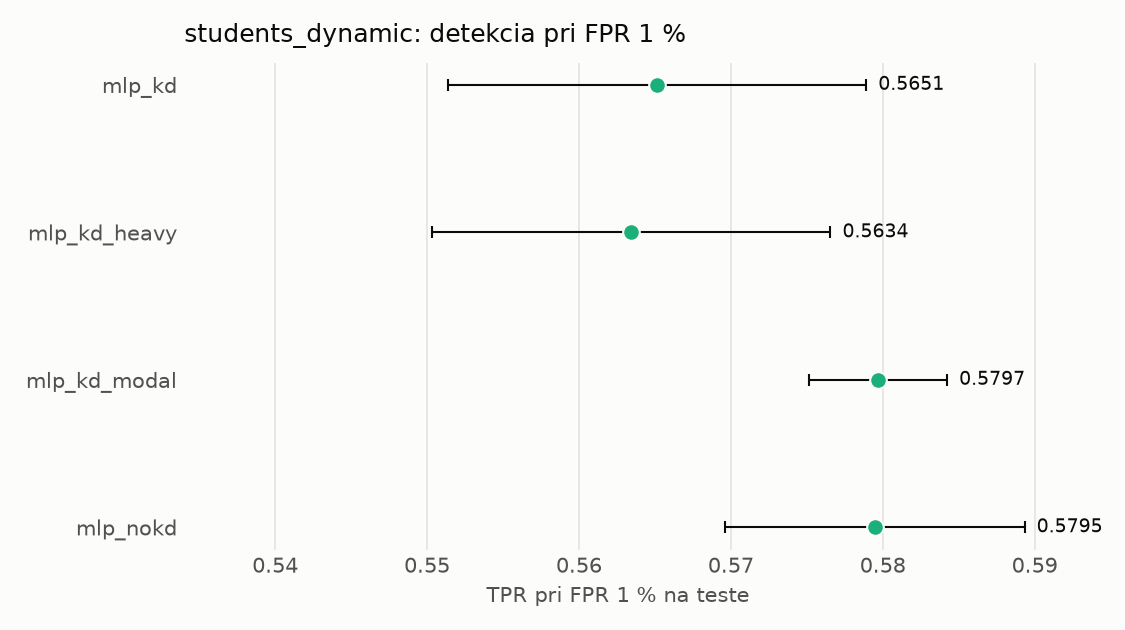 students_dynamic: detekcia pri FPR 1 %
mlp_kd
0.5651
mlp_kd_heavy
0.5634
mlp_kd_modal
0.5797
mlp_nokd
0.5795
0.54 0.55 0.56 0.57 0.58 0.59
TPR pri FPR 1 % na teste